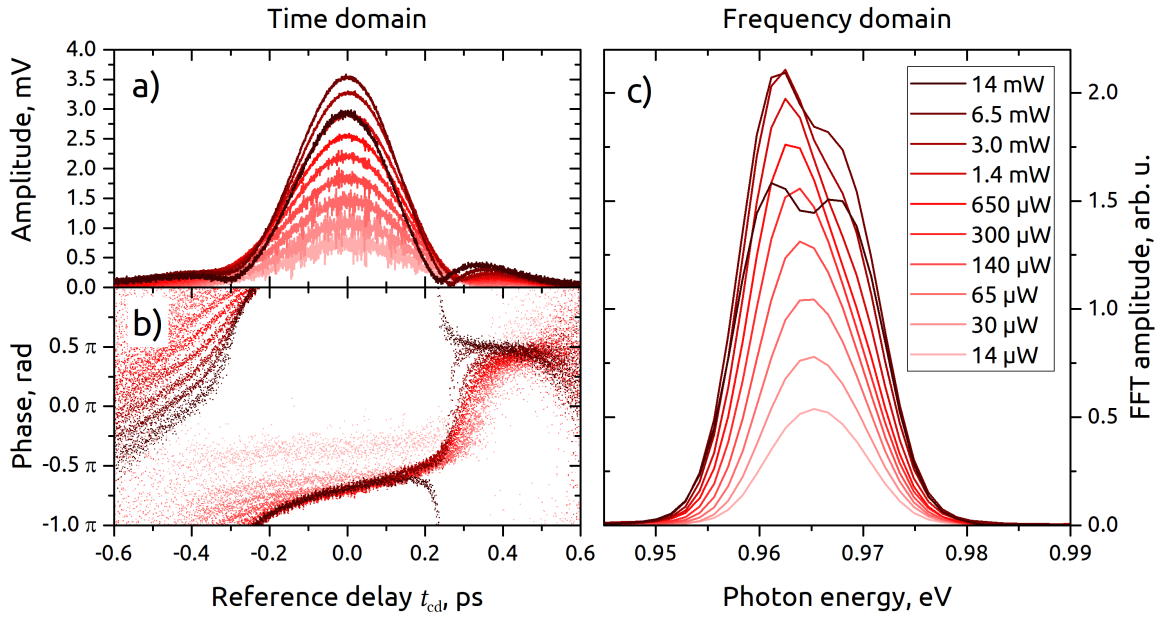 Time domain
Frequency domain
a)
Amplitude, mV
4.0
3.5
3.0
2.5
2.0
1.5
1.0
0.5
0.0
b)
Phase, rad
0.5 π
0.0 π
-0.5 π
-1.0 π
-0.6 -0.4 -0.2 0.0 0.2 0.4 0.6
Reference delay tcd, ps
c)
14 mW
6.5 mW
3.0 mW
1.4 mW
650 µW
300 µW
140 µW
65 µW
30 µW
14 µW
2.0
1.5
1.0
0.5
0.0
FFT amplitude, arb. u.
0.95 0.96 0.97 0.98 0.99
Photon energy, eV